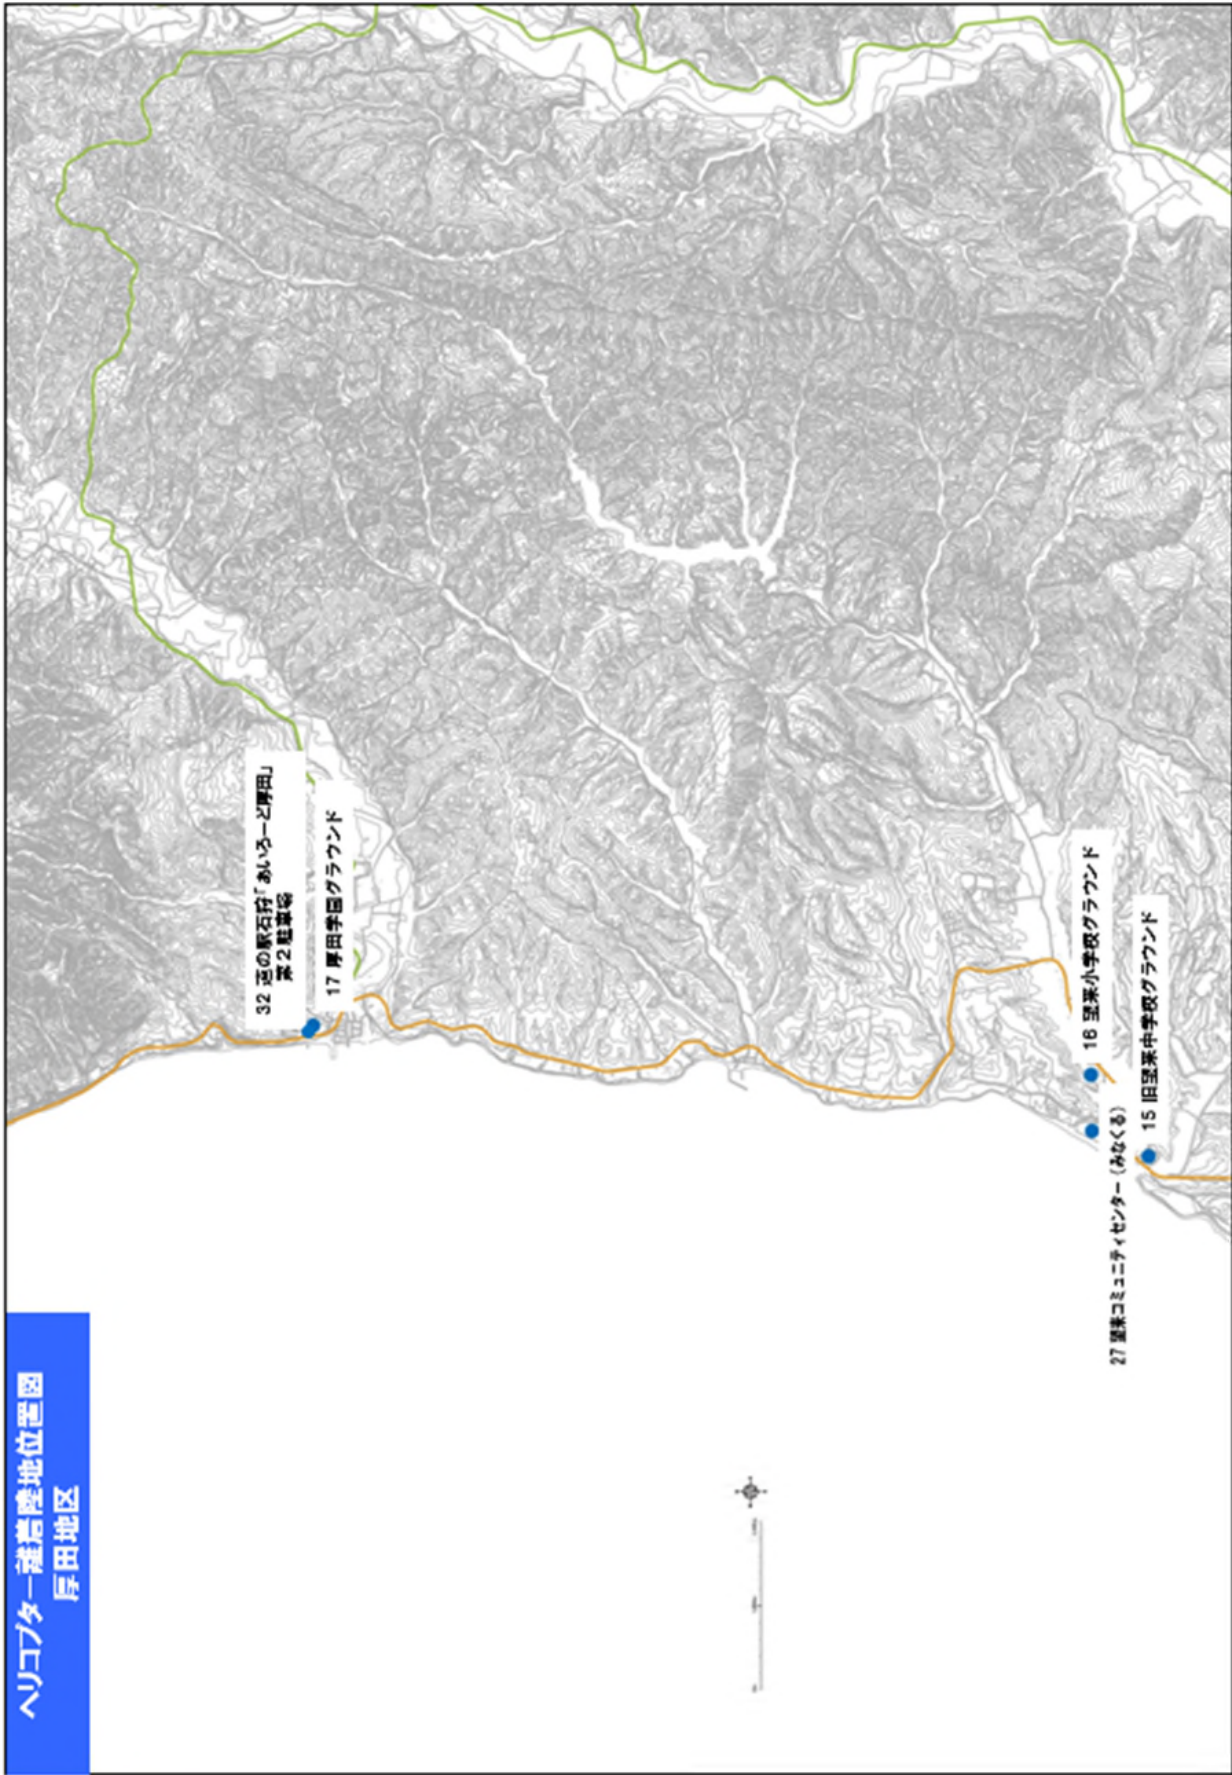 ヘリコプター離着陸地位置図
厚田地区
32 道の駅石狩「あいろーど厚田」
第2駐車場
17 厚田学園グラウンド
16 望来小学校グラウンド
15 旧望来中学校グラウンド
27 望来コミュニティセンター(みなくる)